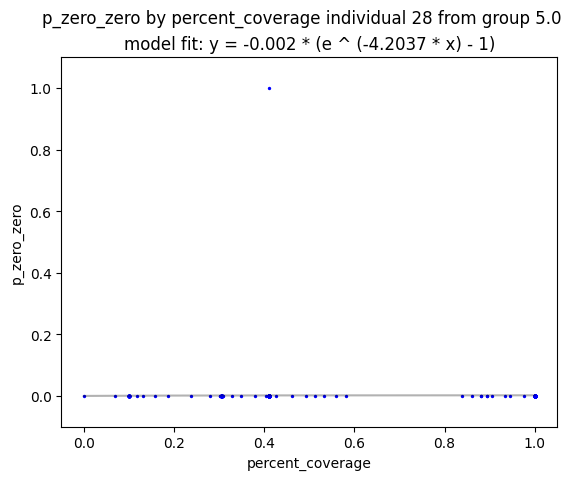 p_zero_zero by percent_coverage individual 28 from group 5.0
model fit: y = -0.002 * (e ^ (-4.2037 * x) - 1)
1.0
0.8
0.6
0.4
0.2
0.0
p_zero_zero
0.0 0.2 0.4 0.6 0.8 1.0
percent_coverage